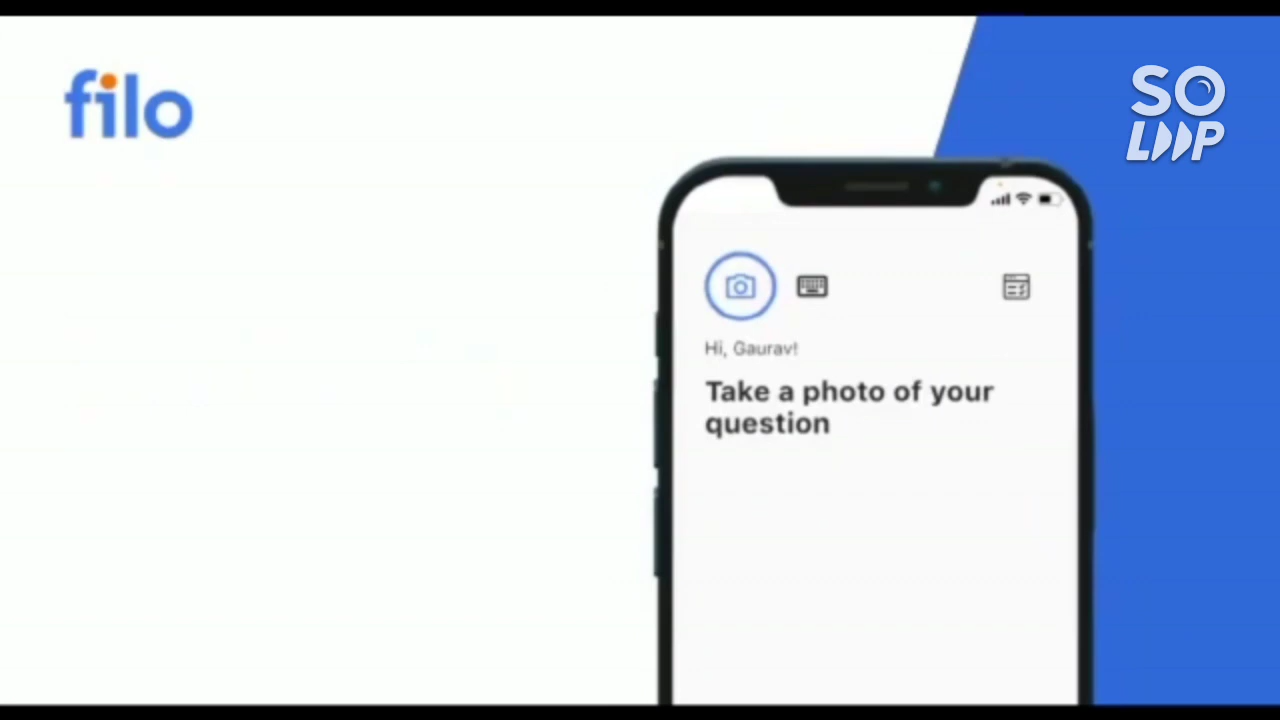 filo
SO
LOOP
Hi, Gaurav!
Take a photo of your
question